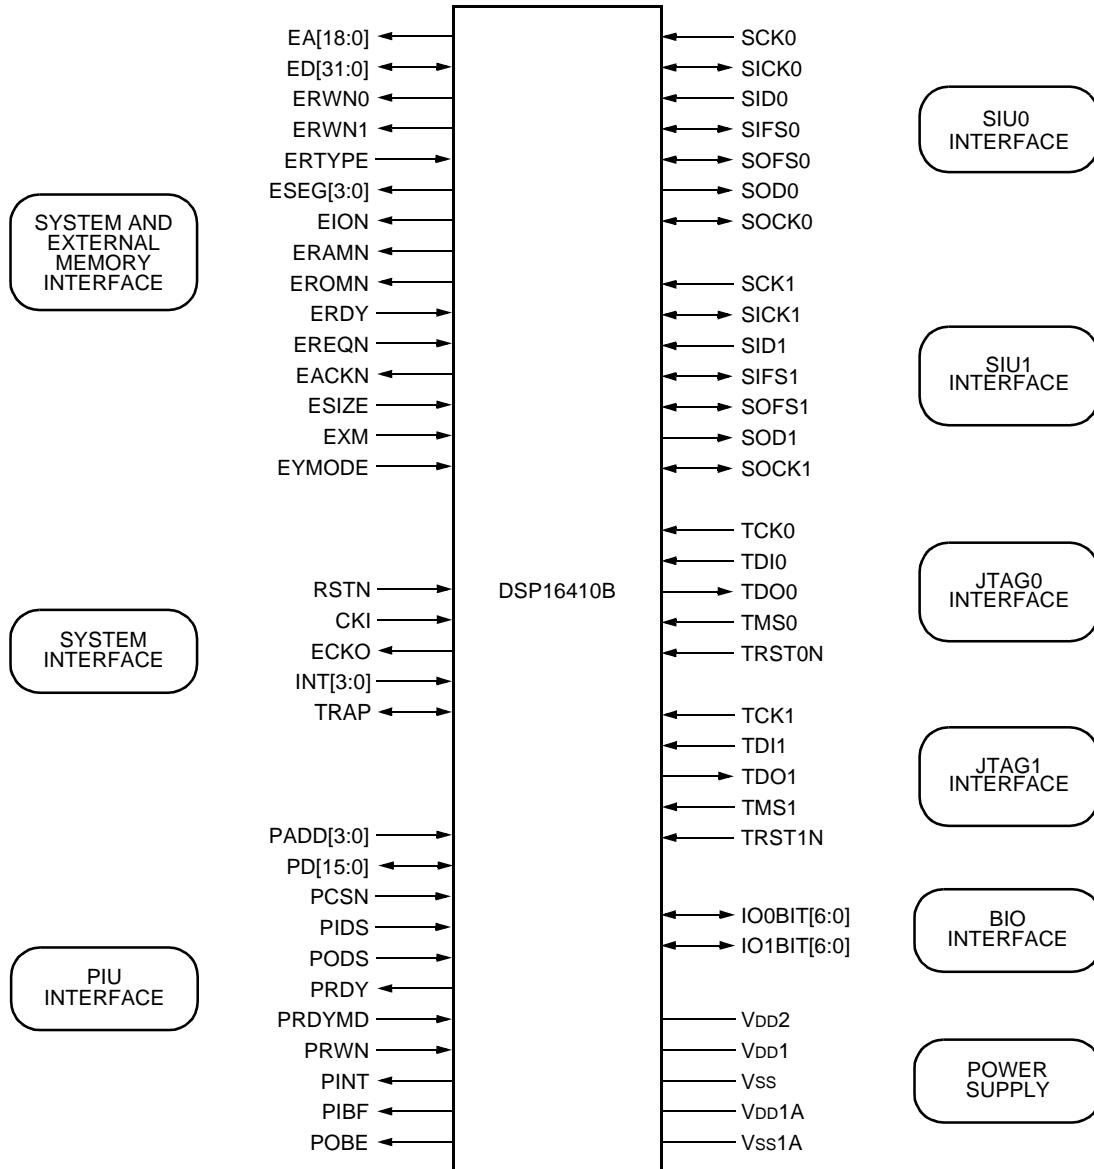 SYSTEM AND
EXTERNAL
MEMORY
INTERFACE
SYSTEM
INTERFACE
PIU
INTERFACE
EA[18:0]
ED[31:0]
ERWN0
ERWN1
ERTYPE
ESEG[3:0]
EION
ERAMN
EROMN
ERDY
EREQN
EACKN
ESIZE
EXM
EYMODE
RSTN
CKI
ECKO
INT[3:0]
TRAP
PADD[3:0]
PD[15:0]
PCSN
PIDS
PODS
PRDY
PRDYMD
PRWN
PINT
PIBF
POBE
DSP16410B
SCK0
SICK0
SID0
SIFS0
SOFS0
SOD0
SOCK0
SCK1
SICK1
SID1
SIFS1
SOFS1
SOD1
SOCK1
TCK0
TDI0
TDO0
TMS0
TRST0N
TCK1
TDI1
TDO1
TMS1
TRST1N
IO0BIT[6:0]
IO1BIT[6:0]
VDD2
VDD1
VSS
VDD1A
VSS1A
SIU0
INTERFACE
SIU1
INTERFACE
JTAG0
INTERFACE
JTAG1
INTERFACE
BIO
INTERFACE
POWER
SUPPLY